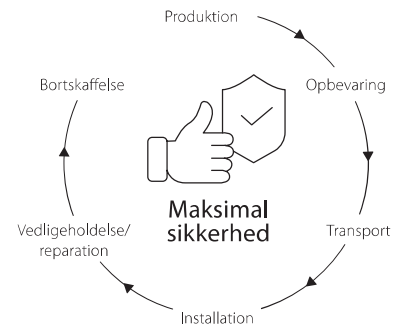 Produktion
Opbevaring
Transport
Installation
Vedligeholdelse/
reparation
Bortskaffelse
Maksimal
sikkerhed